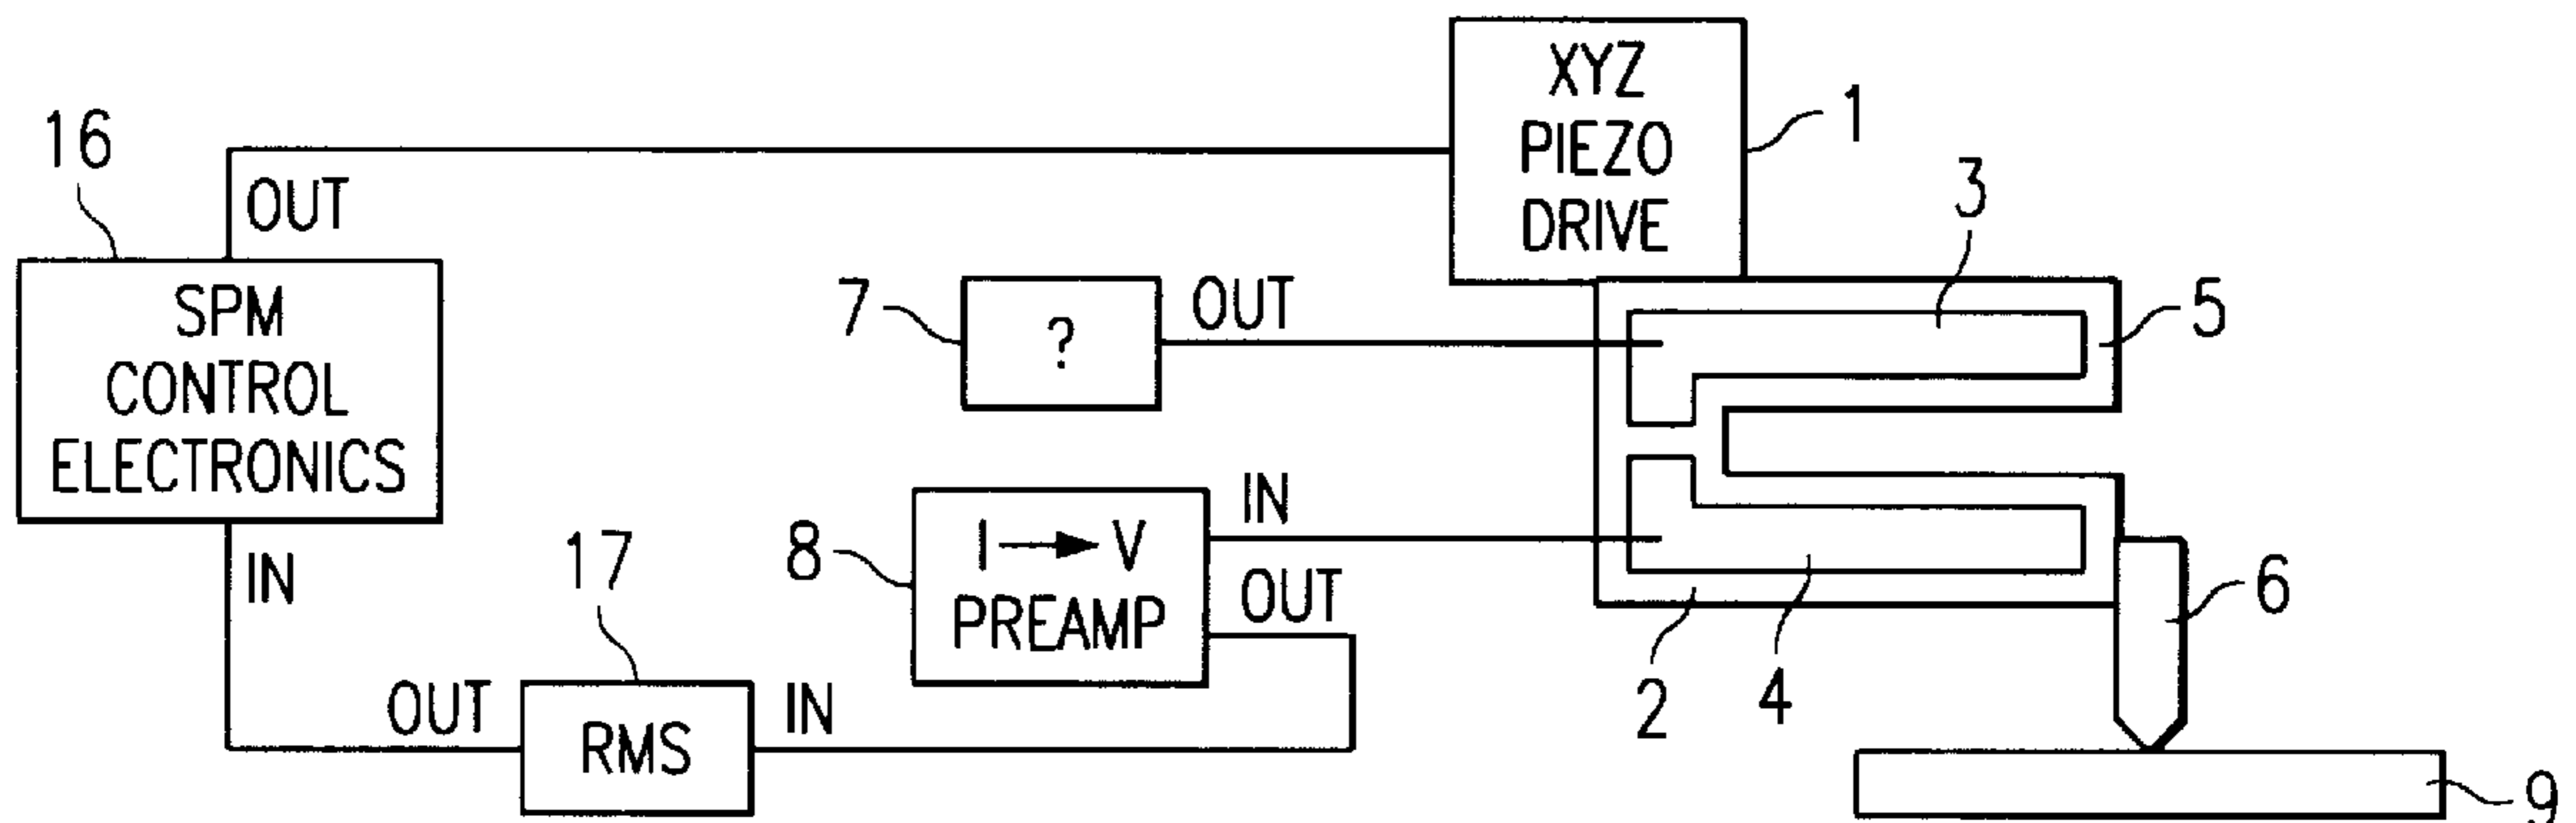 XYZ
PIEZO
DRIVE
1
3
16
OUT
SPM
CONTROL
ELECTRONICS
7
?
OUT
5
IN
17
8
I V
PREAMP
IN
OUT
6
2
4
OUT
RMS
IN
9